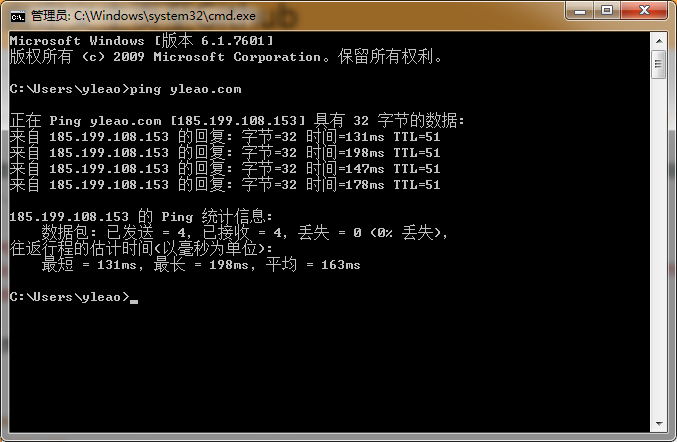 管理员: C:\Windows\system32\cmd.exe
Microsoft Windows [版本 6.1.7601]
版权所有 (c) 2009 Microsoft Corporation。保留所有权利。
C:\Users\yleao>ping yleao.com
正在 Ping yleao.com [185.199.108.153] 具有 32 字节的数据:
来自 185.199.108.153 的回复: 字节=32 时间=131ms TTL=51
来自 185.199.108.153 的回复: 字节=32 时间=198ms TTL=51
来自 185.199.108.153 的回复: 字节=32 时间=147ms TTL=51
来自 185.199.108.153 的回复: 字节=32 时间=178ms TTL=51
185.199.108.153 的 Ping 统计信息:
数据包: 已发送 = 4, 已接收 = 4, 丢失 = 0 (0% 丢失),
往返行程的估计时间(以毫秒为单位):
最短 = 131ms, 最长 = 198ms, 平均 = 163ms
C:\Users\yleao>